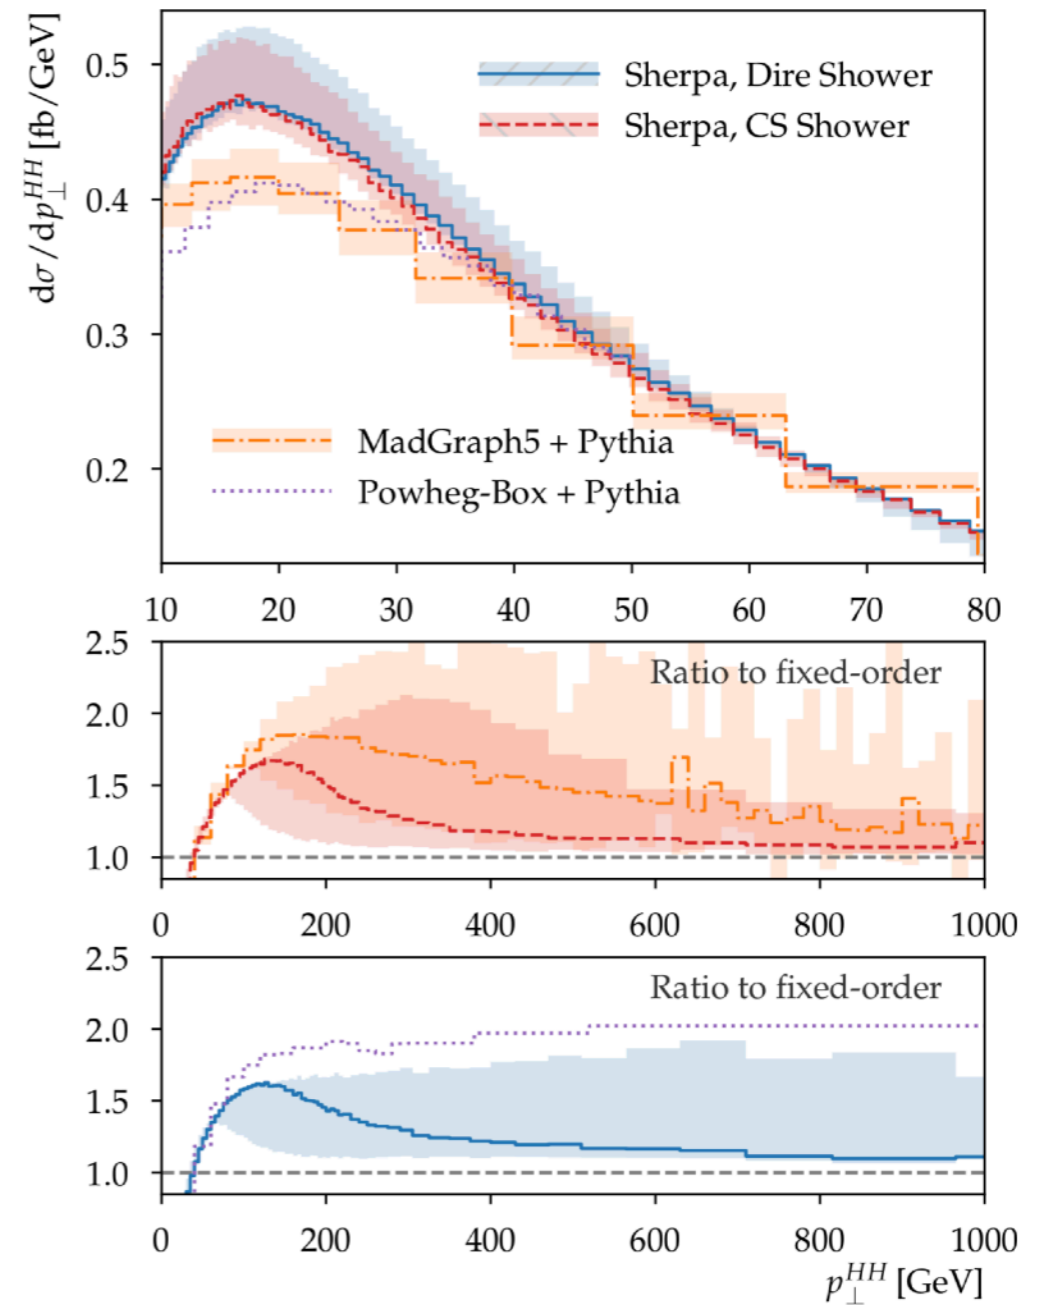 dσ/dp⊥^HH [fb/GeV]
0.5
0.4
0.3
0.2
Sherpa, Dire Shower
Sherpa, CS Shower
MadGraph5 + Pythia
Powheg-Box + Pythia
10 20 30 40 50 60 70 80
2.5
2.0
1.5
1.0
Ratio to fixed-order
0 200 400 600 800 1000
2.5
2.0
1.5
1.0
Ratio to fixed-order
0 200 400 600 800 1000
p⊥^HH [GeV]